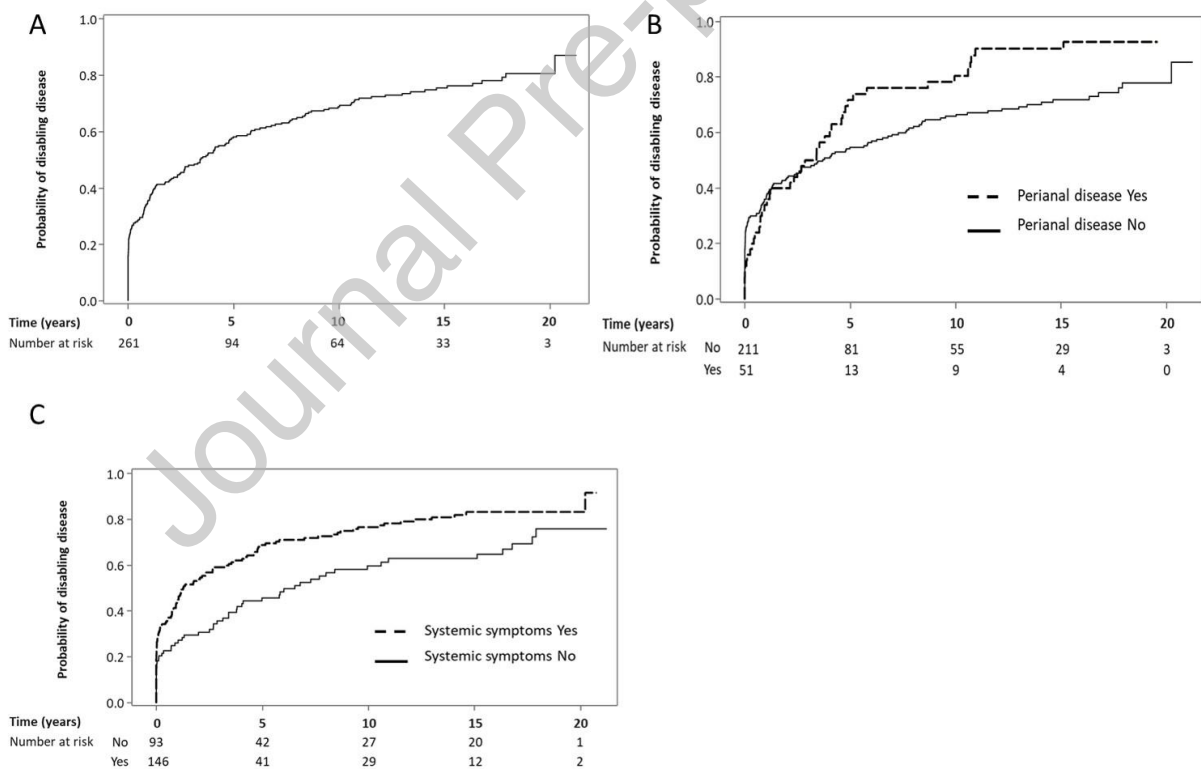 A
Probability of disabling disease
1.0
0.8
0.6
0.4
0.2
0.0
Time (years) 0 5 10 15 20
Number at risk 261 94 64 33 3
B
Probability of disabling disease
1.0
0.8
0.6
0.4
0.2
0.0
Perianal disease Yes
Perianal disease No
Time (years) 0 5 10 15 20
Number at risk No 211 81 55 29 3
Yes 51 13 9 4 0
C
Probability of disabling disease
1.0
0.8
0.6
0.4
0.2
0.0
Systemic symptoms Yes
Systemic symptoms No
Time (years) 0 5 10 15 20
Number at risk No 93 42 27 20 1
Yes 146 41 29 12 2
Journal Pre-p